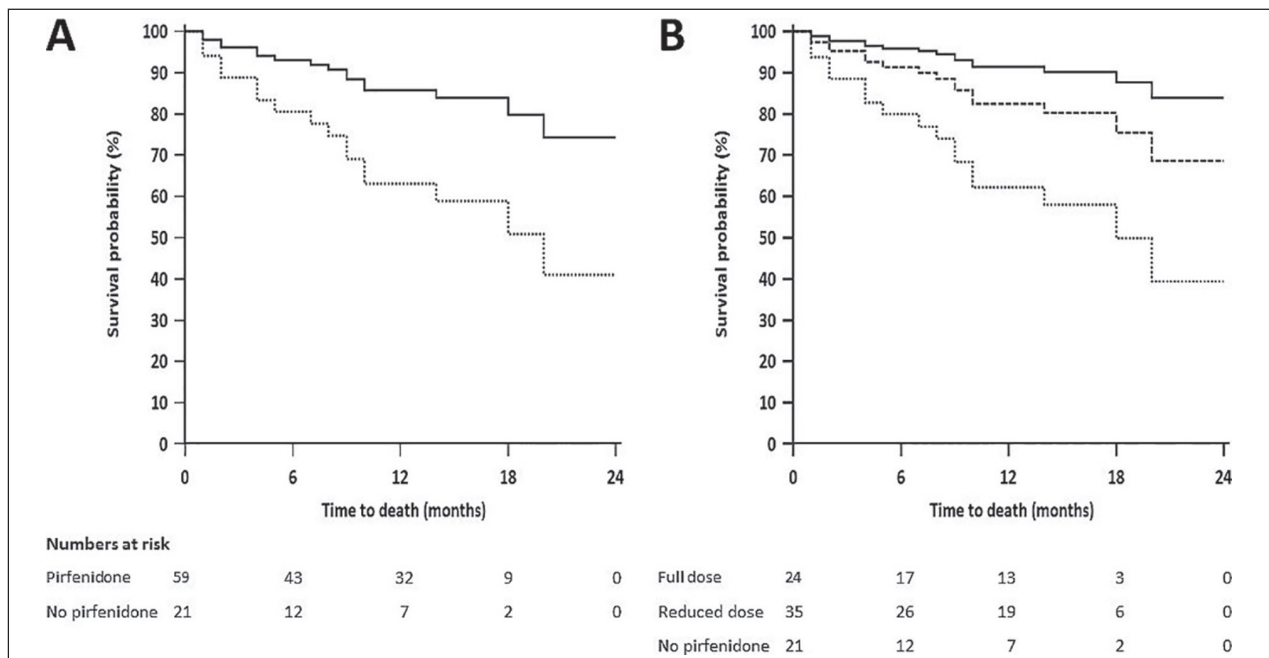 A
Survival probability (%)
100
90
80
70
60
50
40
30
20
10
0
0 6 12 18 24
Time to death (months)
Numbers at risk
Pirfenidone 59 43 32 9 0
No pirfenidone 21 12 7 2 0
B
Survival probability (%)
100
90
80
70
60
50
40
30
20
10
0
0 6 12 18 24
Time to death (months)
Full dose 24 17 13 3 0
Reduced dose 35 26 19 6 0
No pirfenidone 21 12 7 2 0